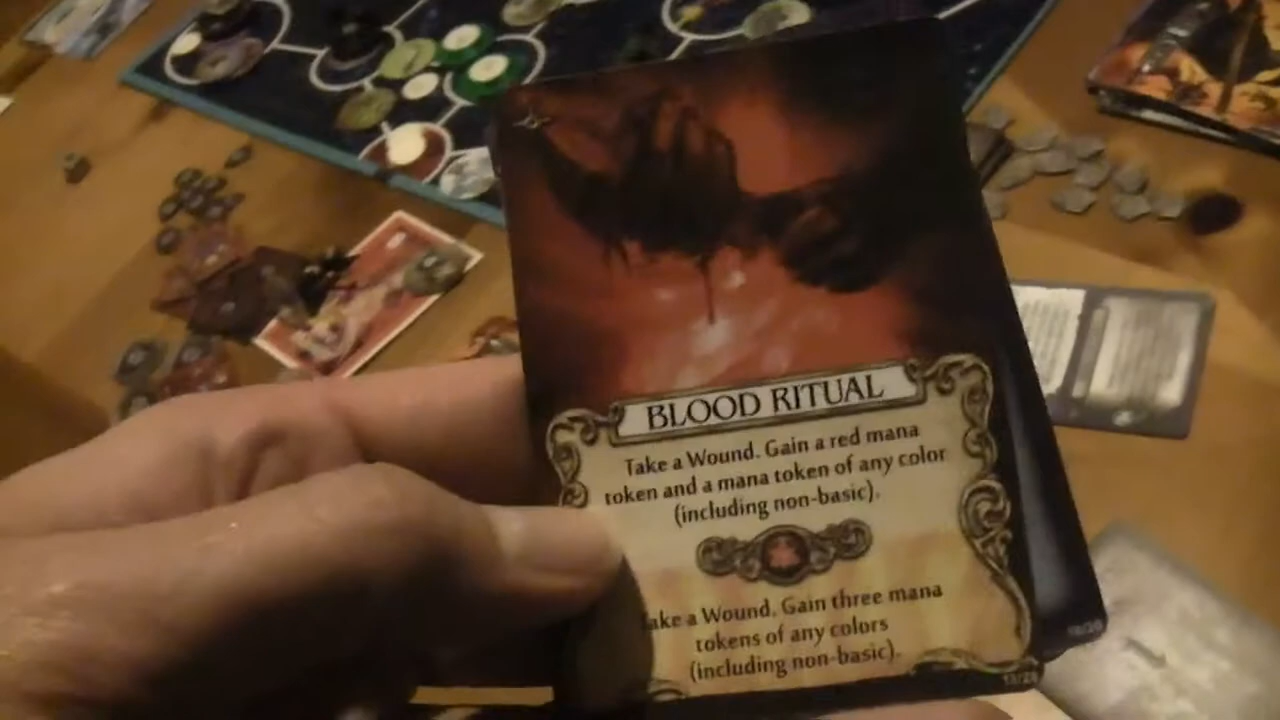 BLOOD RITUAL
Take a Wound. Gain a red mana
token and a mana token of any color
(including non-basic).
ake a Wound. Gain three mana
tokens of any colors
(including non-basic).